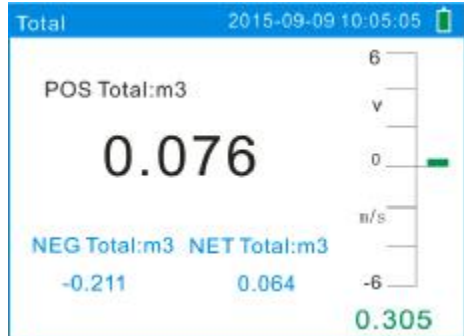 Total 2015-09-09 10:05:05
POS Total:m3
0.076
NEG Total:m3 NET Total:m3
-0.211 0.064
6
v
0
m/s
-6
0.305